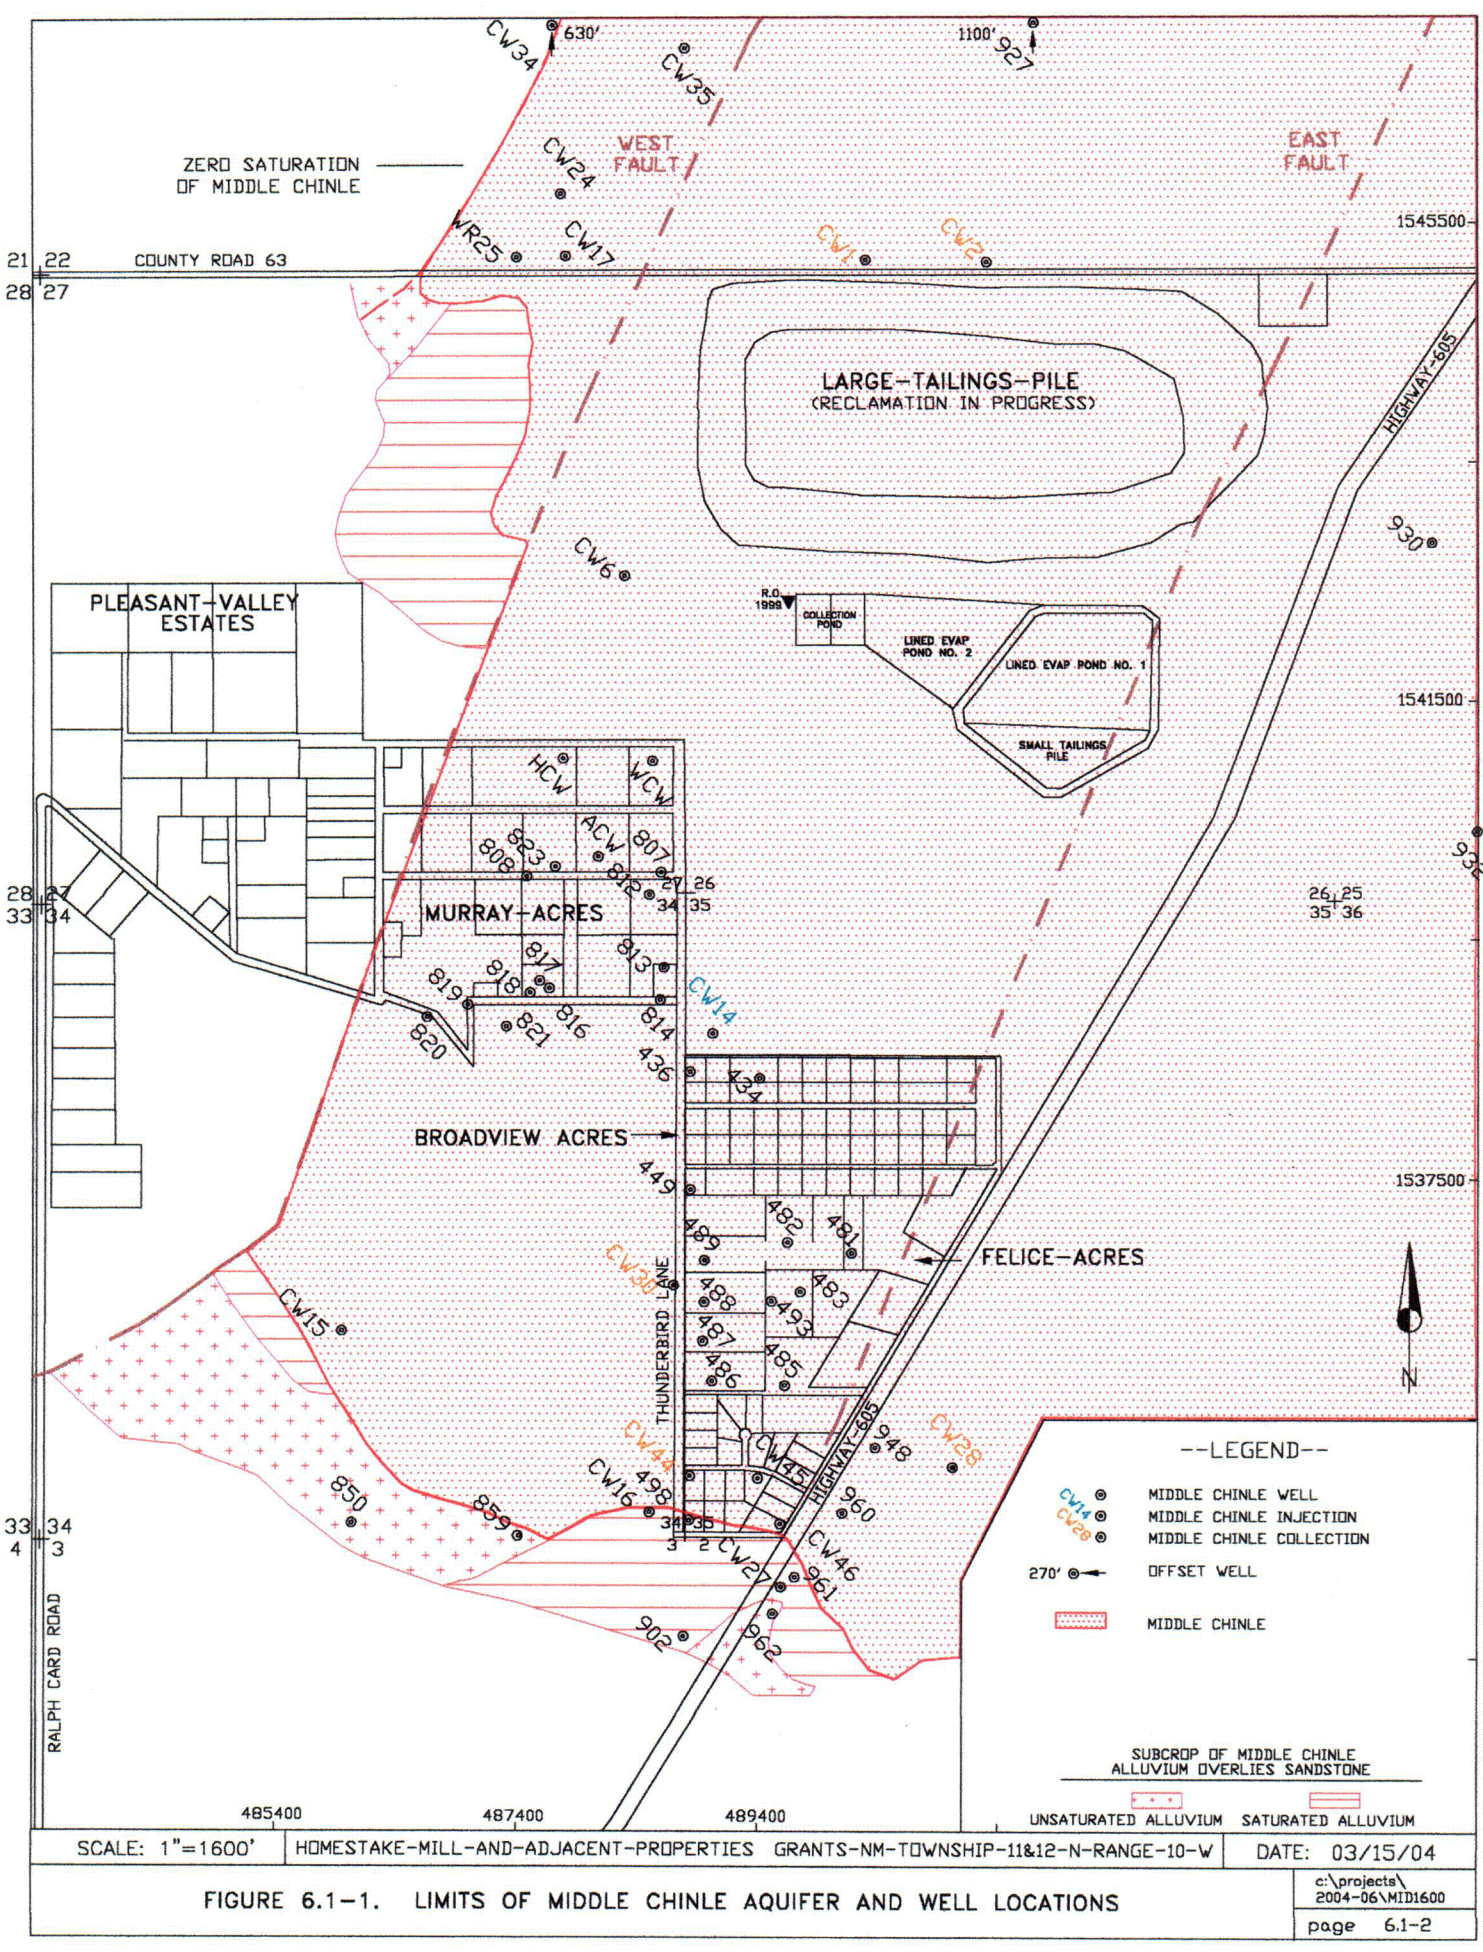 CW34
630'
CW35
1100'
927
WEST
FAULT
EAST
FAULT
ZERO SATURATION
OF MIDDLE CHINLE
CW24
WR25
CW17
CW1
CW2
1545500
21 22
28 27
COUNTY ROAD 63
LARGE-TAILINGS-PILE
(RECLAMATION IN PROGRESS)
HIGHWAY-605
930
CW6
PLEASANT-VALLEY
ESTATES
R.O.
1999
COLLECTION
POND
LINED EVAP
POND NO. 2
LINED EVAP POND NO. 1
1541500
SMALL TAILINGS
PILE
HCW
WCW
932
808
823
ACW
812
807
28 27
33 34
27 26
34 35
26 25
35 36
MURRAY-ACRES
819
818
817
816
813
814
CW14
820
821
436
434
BROADVIEW ACRES
449
1537500
489
482
481
FELICE-ACRES
CW30
488
493
483
CW15
487
486
485
THUNDERBIRD LANE
N
HIGHWAY-605
948
CW28
CW44
CW45
CW16
498
960
850
859
33 34
4 3
34 35
3 2
CW27
CW46
961
902
962
RALPH CARD ROAD
--LEGEND--
CW14
CW28
MIDDLE CHINLE WELL
MIDDLE CHINLE INJECTION
MIDDLE CHINLE COLLECTION
270'
OFFSET WELL
MIDDLE CHINLE
SUBCROP OF MIDDLE CHINLE
ALLUVIUM OVERLIES SANDSTONE
UNSATURATED ALLUVIUM SATURATED ALLUVIUM
485400
487400
489400
SCALE: 1"=1600'
HOMESTAKE-MILL-AND-ADJACENT-PROPERTIES GRANTS-NM-TOWNSHIP-11&12-N-RANGE-10-W
DATE: 03/15/04
FIGURE 6.1-1. LIMITS OF MIDDLE CHINLE AQUIFER AND WELL LOCATIONS
c:\projects\
2004-06\MID1600
page 6.1-2